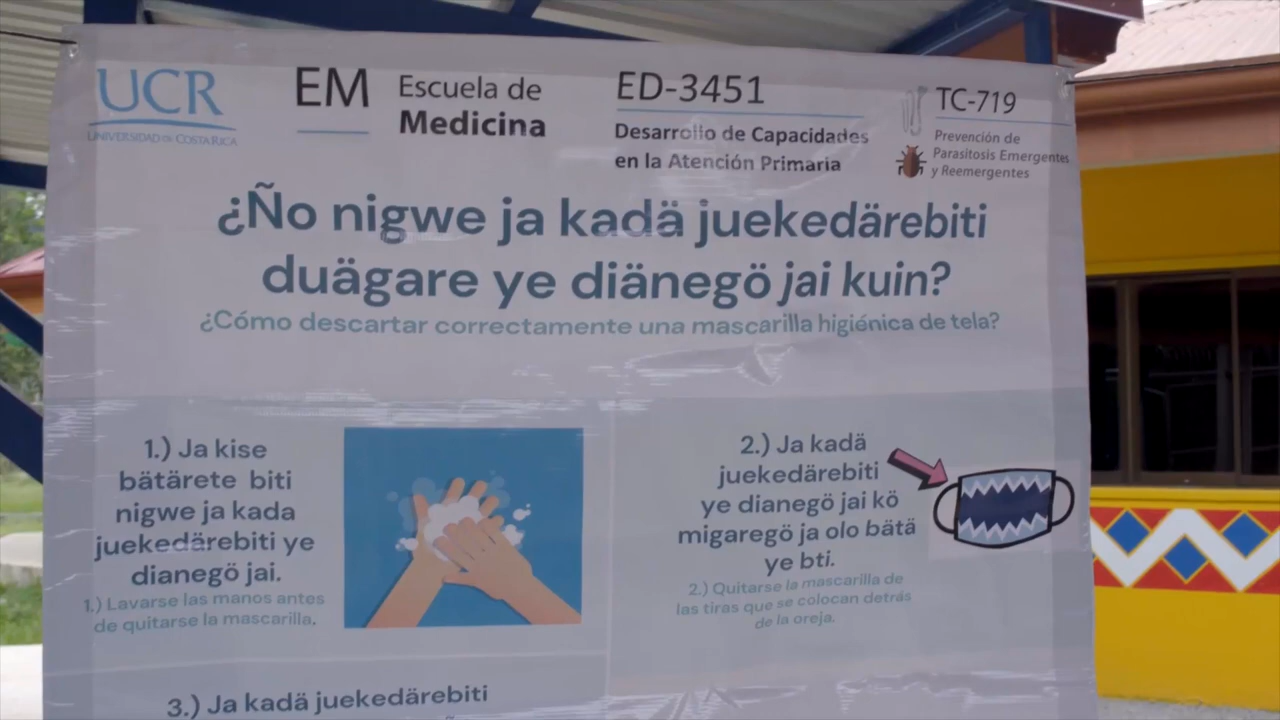 UCR
UNIVERSIDAD DE COSTA RICA
EM
Escuela de
Medicina
ED-3451
Desarrollo de Capacidades
en la Atención Primaria
TC-719
Prevención de
Parasitosis Emergentes
y Reemergentes
¿Ño nigwe ja kadä juekedärebiti
duägare ye diänegö jai kuin?
¿Cómo descartar correctamente una mascarilla higiénica de tela?
1.) Ja kise
bätärete biti
nigwe ja kada
juekedärebiti ye
dianegö jai.
1.) Lavarse las manos antes
de quitarse la mascarilla.
2.) Ja kadä
juekedärebiti
ye dianegö jai kö
migaregö ja olo bätä
ye bti.
2.) Quitarse la mascarilla de
las tiras que se colocan detrás
de la oreja.
3.) Ja kadä juekedärebiti